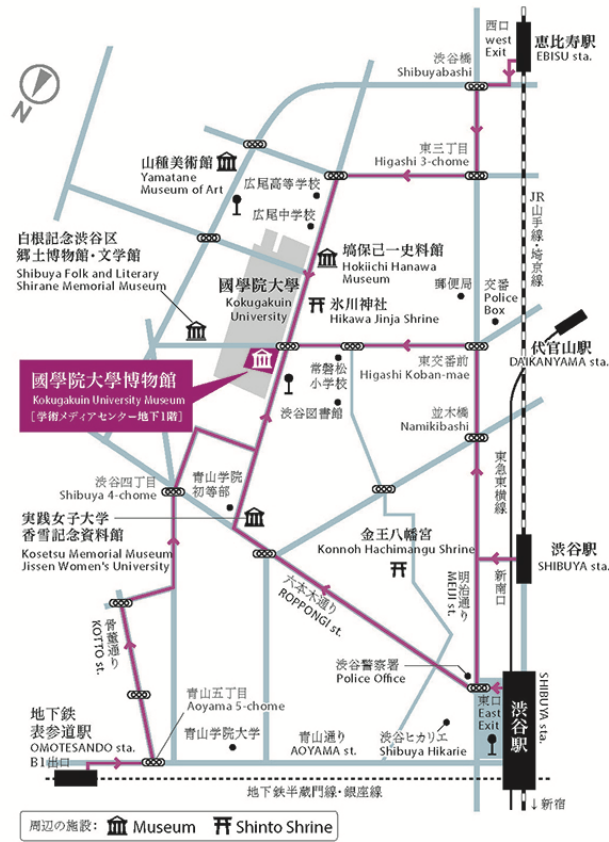 西口
west
Exit
恵比寿駅
EBISU sta.
渋谷橋
Shibuyabashi
N
東三丁目
Higashi 3-chome
山種美術館
Yamatane
Museum of Art
広尾高等学校
広尾中学校
JR山手線・埼京線
白根記念渋谷区
郷土博物館・文学館
Shibuya Folk and Literary
Shirane Memorial Museum
塙保己一史料館
Hokiichi Hanawa
Museum
國學院大學
Kokugakuin
University
氷川神社
Hikawa Jinja Shrine
郵便局
交番
Police
Box
代官山駅
DAIKANYAMA sta.
國學院大學博物館
Kokugakuin University Museum
[学術メディアセンター地下1階]
常磐松
小学校
東交番前
Higashi Koban-mae
渋谷図書館
並木橋
Namikibashi
東急東横線
渋谷四丁目
Shibuya 4-chome
青山学院
初等部
実践女子大学
香雪記念資料館
Kosetsu Memorial Museum
Jissen Women's University
金王八幡宮
Konnoh Hachimangu Shrine
渋谷駅
SHIBUYA sta.
新南口
明治通り
MEIJI st.
六本木通り
ROPPONGI st.
骨董通り
KOTTO st.
渋谷警察署
Police Office
東口
East
Exit
渋谷駅
SHIBUYA sta.
青山五丁目
Aoyama 5-chome
地下鉄
表参道駅
OMOTESANDO sta.
B1出口
青山学院大学
青山通り
AOYAMA st.
渋谷ヒカリエ
Shibuya Hikarie
地下鉄半蔵門線・銀座線
↓新宿
周辺の施設: Museum Shinto Shrine